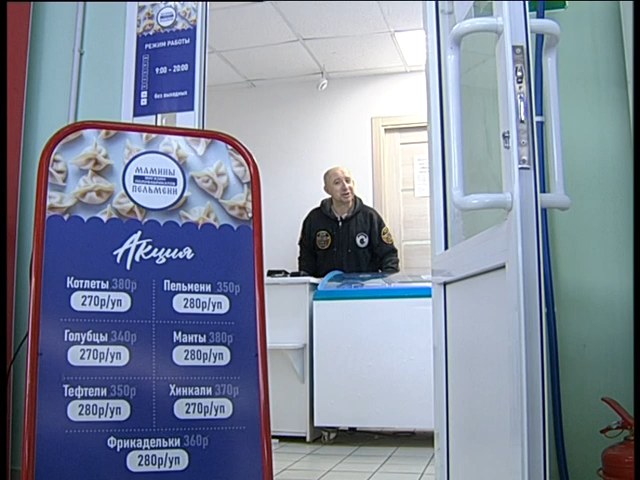 РЕЖИМ РАБОТЫ
9:00 - 20:00
без выходных
МАМИНЫ
ПЕЛЬМЕНИ
Акция
Котлеты 380р
270р/уп
Пельмени 350р
280р/уп
Голубцы 340р
270р/уп
Манты 380р
280р/уп
Тефтели 350р
280р/уп
Хинкали 370р
270р/уп
Фрикадельки 360р
280р/уп